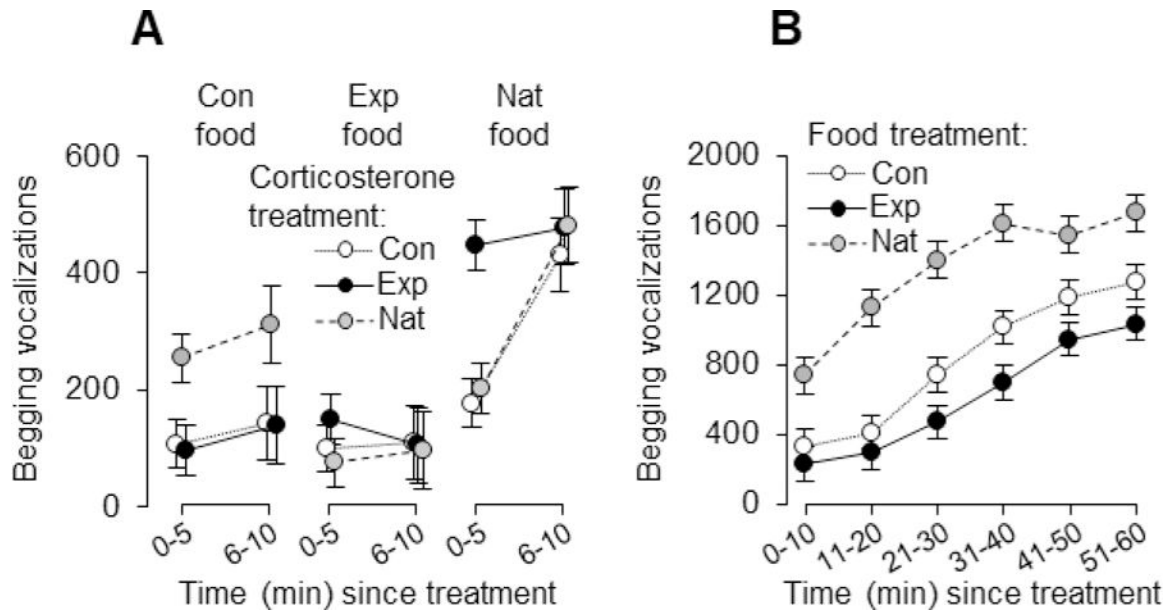 A
Con
food
Exp
food
Nat
food
600
400
200
0
Begging vocalizations
Corticosterone
treatment:
Con
Exp
Nat
0-5
6-10
0-5
6-10
0-5
6-10
Time (min) since treatment
B
Food treatment:
Con
Exp
Nat
2000
1600
1200
800
400
0
Begging vocalizations
0-10
11-20
21-30
31-40
41-50
51-60
Time (min) since treatment